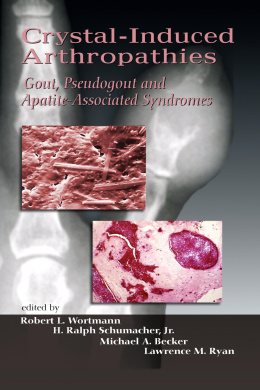 Crystal-Induced
Arthropathies
Gout, Pseudogout and
Apatite-Associated Syndromes
edited by
Robert L. Wortmann
H. Ralph Schumacher, Jr.
Michael A. Becker
Lawrence M. Ryan